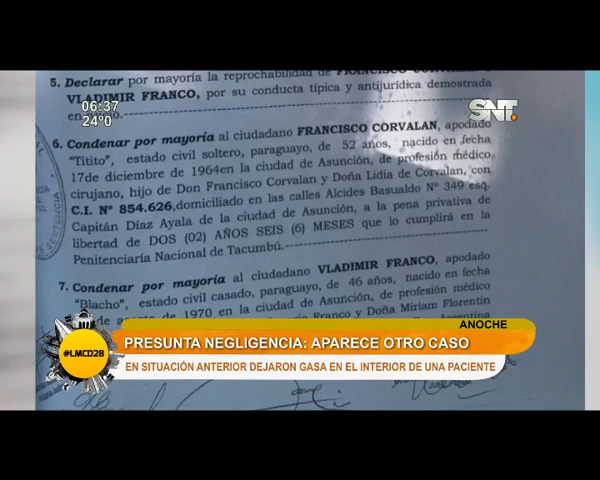 5. Declarar por mayoría la reprochabilidad de FRANCISCO
VLADIMIR FRANCO, por su conducta típica y antijurídica demostrada
en
06:37
24º0
SNT.
6. Condenar por mayoría al ciudadano FRANCISCO CORVALAN, apodado
"Titito", estado civil soltero, paraguayo, de 52 años, nacido en fecha
17de diciembre de 1964en la ciudad de Asunción, de profesión médico
cirujano, hijo de Don Francisco Corvalan y Doña Lidia de Corvalan, con
C.I. Nº 854.626,domiciliado en las calles Alcides Basualdo Nº 349 esq.
Capitán Díaz Ayala de la ciudad de Asunción, a la pena privativa de
libertad de DOS (02) AÑOS SEIS (6) MESES que lo cumplirá en la
Penitenciaría Nacional de Tacumbú.
7. Condenar por mayoría al ciudadano VLADIMIR FRANCO, apodado
"Blacho", estado civil casado, paraguayo, de 46 años, nacido en fecha
de 1970 en la ciudad de Asunción, de profesión médico
Franco y Doña Mirian Florentin
ANOCHE
PRESUNTA NEGLIGENCIA: APARECE OTRO CASO
#LMCD28
EN SITUACIÓN ANTERIOR DEJARON GASA EN EL INTERIOR DE UNA PACIENTE